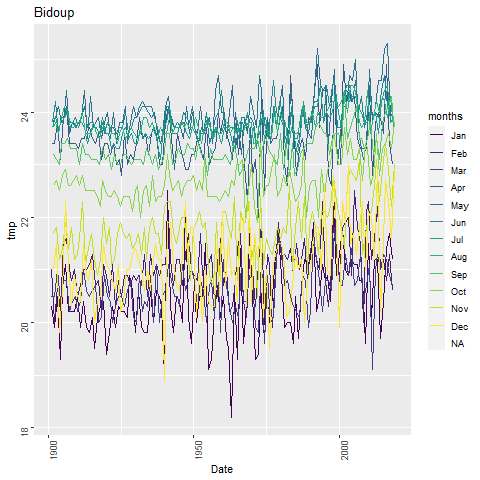 Bidoup
tmp
24
22
20
18
1900
1950
2000
Date
months
Jan
Feb
Mar
Apr
May
Jun
Jul
Aug
Sep
Oct
Nov
Dec
NA